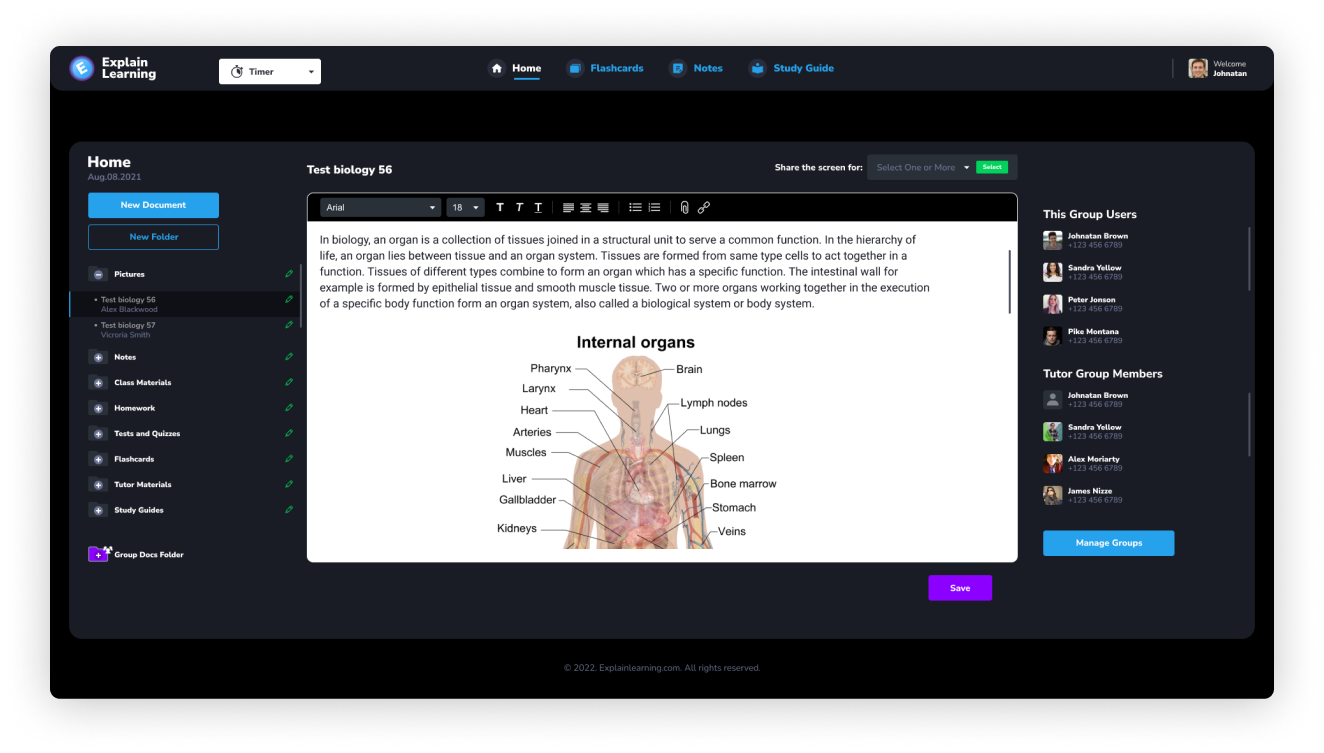 Explain
Learning
Timer
Home
Flashcards
Notes
Study Guide
Welcome
Johnatan
Home
Aug.08.2021
New Document
New Folder
Pictures
Test biology 56
Alex Blackwood
Test biology 57
Vicroria Smith
Notes
Class Materials
Homework
Tests and Quizzes
Flashcards
Tutor Materials
Study Guides
Group Docs Folder
Test biology 56
Share the screen for:
Select One or More
Select
Arial
18
T T T
In biology, an organ is a collection of tissues joined in a structural unit to serve a common function. In the hierarchy of
life, an organ lies between tissue and an organ system. Tissues are formed from same type cells to act together in a
function. Tissues of different types combine to form an organ which has a specific function. The intestinal wall for
example is formed by epithelial tissue and smooth muscle tissue. Two or more organs working together in the execution
of a specific body function form an organ system, also called a biological system or body system.
Internal organs
Pharynx
Larynx
Heart
Arteries
Muscles
Liver
Gallbladder
Kidneys
Brain
Lymph nodes
Lungs
Spleen
Bone marrow
Stomach
Veins
Save
This Group Users
Johnatan Brown
+123 456 6789
Sandra Yellow
+123 456 6789
Peter Jonson
+123 456 6789
Pike Montana
+123 456 6789
Tutor Group Members
Johnatan Brown
+123 456 6789
Sandra Yellow
+123 456 6789
Alex Moriarty
+123 456 6789
James Nizze
+123 456 6789
Manage Groups
© 2022. Explainlearning.com. All rights reserved.